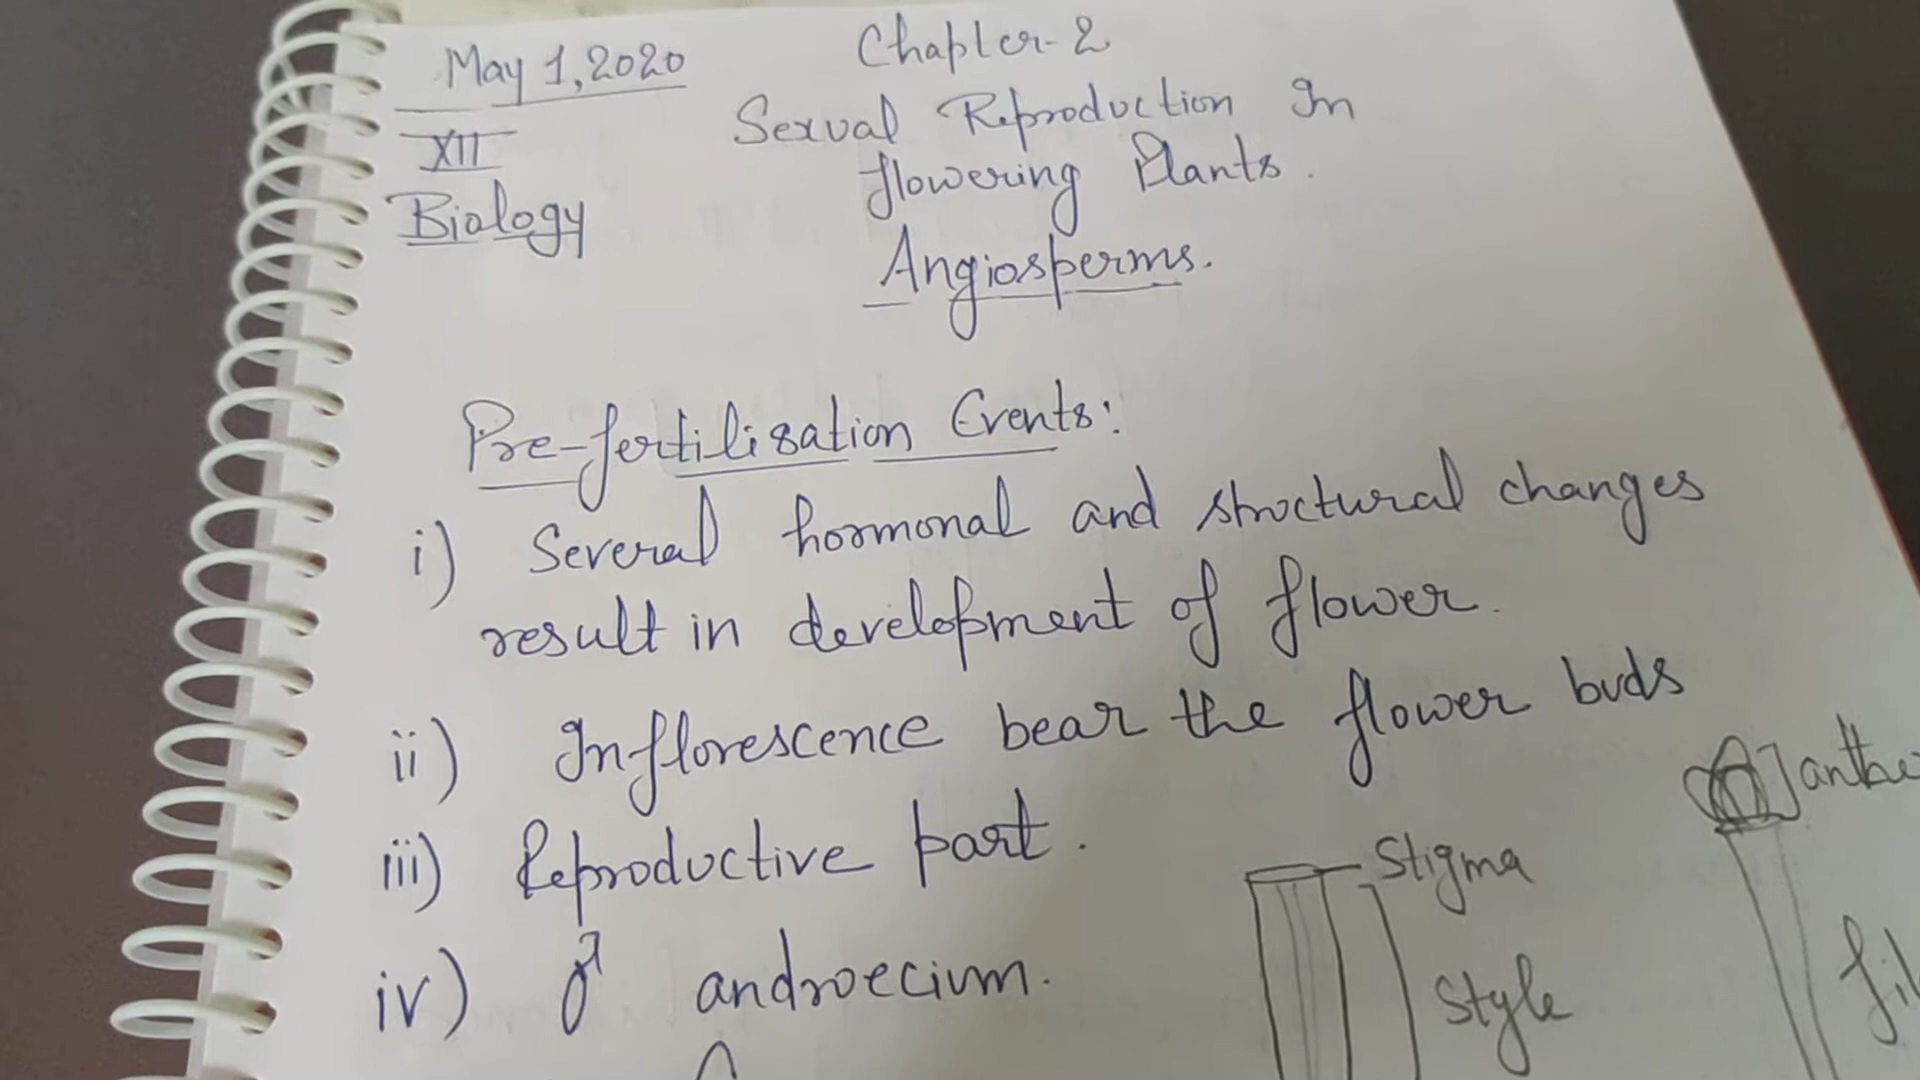 May 1, 2020
XII
Biology
Chapter-2
Sexual Reproduction In
flowering Plants.
Angiosperms.
Pre-fertilisation Events:
i) Several hormonal and structural changes
result in development of flower.
ii) Inflorescence bear the flower buds
iii) Reproductive part.
iv) ♂ androecium.
Stigma
Style